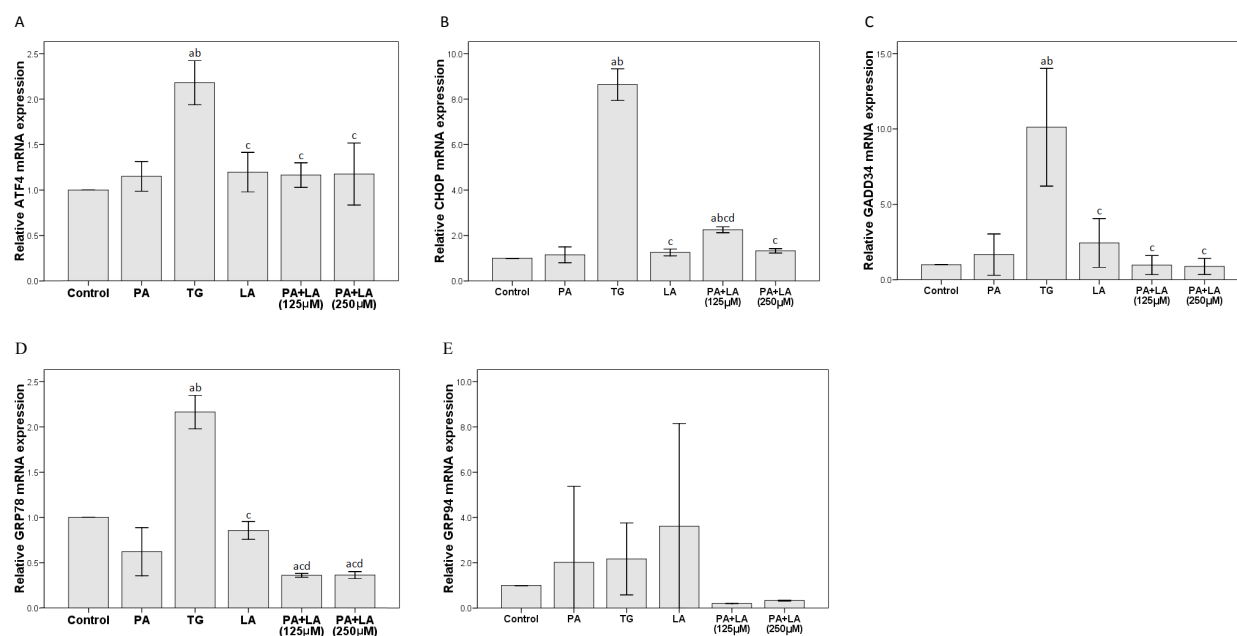 A
Relative ATF4 mRNA expression
2.5
2.0
1.5
1.0
0.5
0.0
ab
c
c
c
Control PA TG LA PA+LA (125µM) PA+LA (250µM)
B
Relative CHOP mRNA expression
10.0
8.0
6.0
4.0
2.0
0.0
ab
c
abcd
c
Control PA TG LA PA+LA (125µM) PA+LA (250µM)
C
Relative GADD34 mRNA expression
15.0
10.0
5.0
0.0
ab
c
c
c
Control PA TG LA PA+LA (125µM) PA+LA (250µM)
D
Relative GRP78 mRNA expression
2.5
2.0
1.5
1.0
0.5
0.0
ab
c
acd
acd
Control PA TG LA PA+LA (125µM) PA+LA (250µM)
E
Relative GRP94 mRNA expression
10.0
8.0
6.0
4.0
2.0
0.0
Control PA TG LA PA+LA (125µM) PA+LA (250µM)